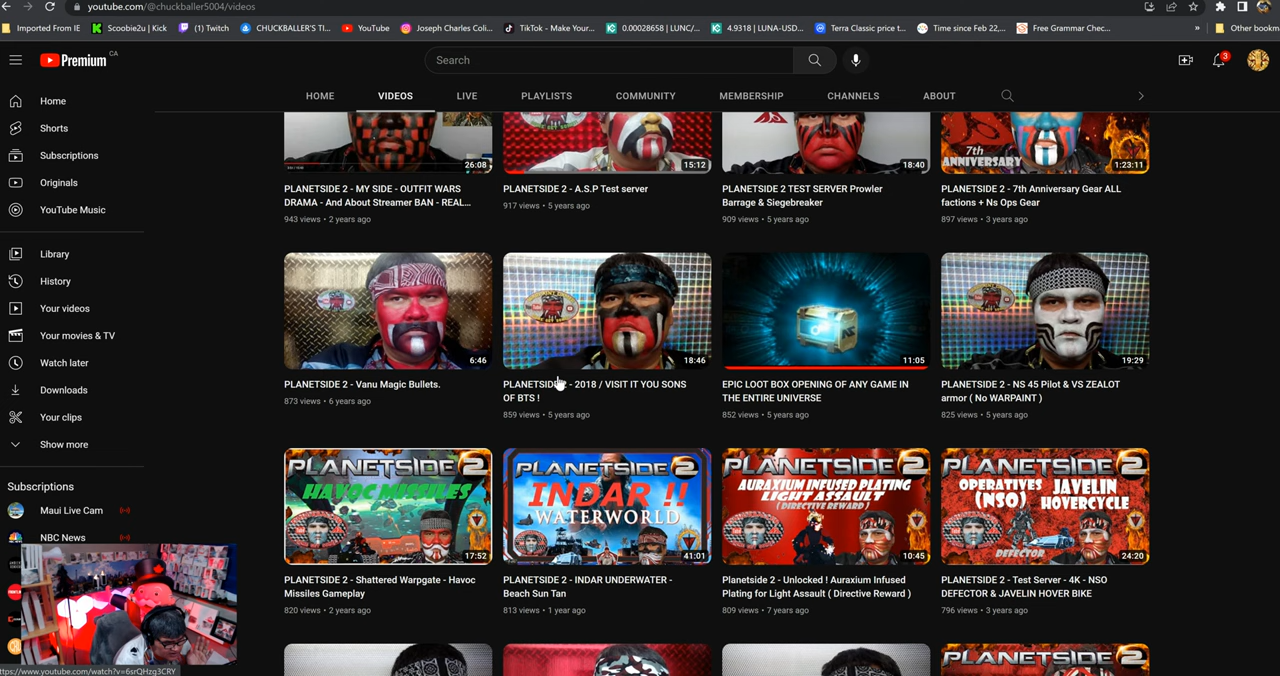 youtube.com/@chuckballer5004/videos
Imported From IE
Scoobie2u | Kick
(1) Twitch
CHUCKBALLER'S TI...
YouTube
Joseph Charles Coli...
TikTok - Make Your...
0.00028658 | LUNC/...
4.9318 | LUNA-USD...
Terra Classic price t...
Time since Feb 22,...
Free Grammar Chec...
»
Other bookm
Premium
CA
Search
3
HOME
VIDEOS
LIVE
PLAYLISTS
COMMUNITY
MEMBERSHIP
CHANNELS
ABOUT
Home
Shorts
Subscriptions
Originals
YouTube Music
Library
History
Your videos
Your movies & TV
Watch later
Downloads
Your clips
Show more
Subscriptions
Maui Live Cam
NBC News
26:08
PLANETSIDE 2 - MY SIDE - OUTFIT WARS
DRAMA - And About Streamer BAN - REAL...
943 views • 2 years ago
15:12
PLANETSIDE 2 - A.S.P Test server
917 views • 5 years ago
18:40
PLANETSIDE 2 TEST SERVER Prowler
Barrage & Siegebreaker
909 views • 5 years ago
7th
ANNIVERSARY
1:23:11
PLANETSIDE 2 - 7th Anniversary Gear ALL
factions + Ns Ops Gear
897 views • 3 years ago
6:46
PLANETSIDE 2 - Vanu Magic Bullets.
873 views • 6 years ago
18:46
PLANETSIDE 2 - 2018 / VISIT IT YOU SONS
OF BTS !
859 views • 5 years ago
11:05
EPIC LOOT BOX OPENING OF ANY GAME IN
THE ENTIRE UNIVERSE
852 views • 5 years ago
19:29
PLANETSIDE 2 - NS 45 Pilot & VS ZEALOT
armor ( No WARPAINT )
825 views • 5 years ago
PLANETSIDE 2
HAVOC MISSILES
17:52
PLANETSIDE 2 - Shattered Warpgate - Havoc
Missiles Gameplay
820 views • 2 years ago
PLANETSIDE 2
INDAR !!
WATERWORLD
41:01
PLANETSIDE 2 - INDAR UNDERWATER -
Beach Sun Tan
813 views • 1 year ago
PLANETSIDE 2
AURAXIUM INFUSED PLATING
LIGHT ASSAULT
(DIRECTIVE REWARD)
10:45
Planetside 2 - Unlocked ! Auraxium Infused
Plating for Light Assault ( Directive Reward )
809 views • 7 years ago
PLANETSIDE 2
OPERATIVES
(NSO)
JAVELIN
HOVERCYCLE
DEFECTOR
24:20
PLANETSIDE 2 - Test Server - 4K - NSO
DEFECTOR & JAVELIN HOVER BIKE
796 views • 3 years ago
PLANETSIDE 2
ttps://www.youtube.com/watch?v=6srQHzg3CRY